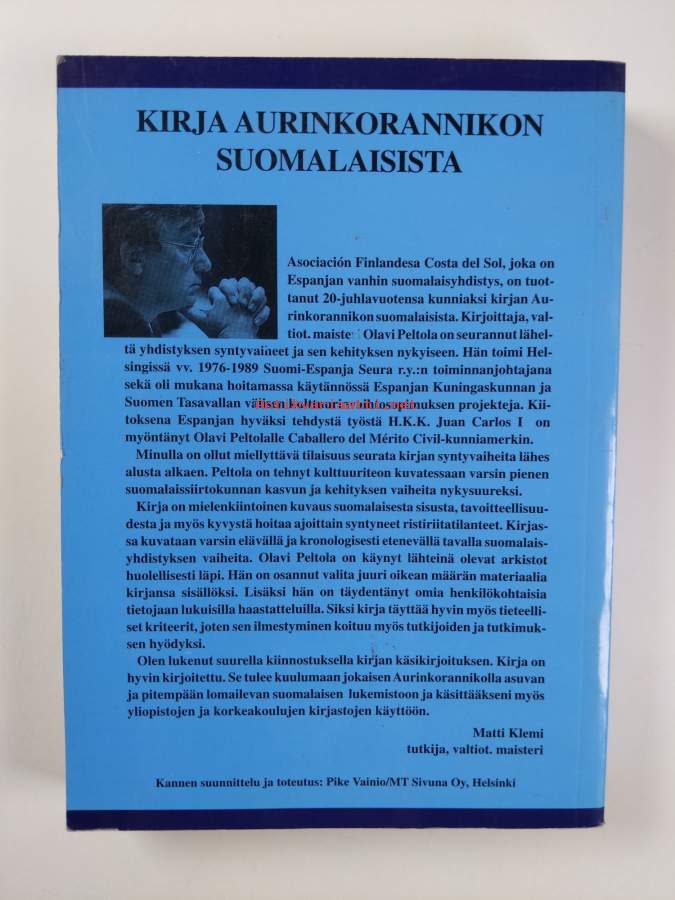 KIRJA AURINKORANNIKON
SUOMALAISISTA
Asociación Finlandesa Costa del Sol, joka on
Espanjan vanhin suomalaisyhdistys, on tuot-
tanut 20-juhlavuotensa kunniaksi kirjan Au-
rinkorannikon suomalaisista. Kirjoittaja, val-
tiot. maiste Olavi Peltola on seurannut lähel-
tä yhdistyksen syntyvaiheet ja sen kehityksen nykyiseen. Hän toimi Hel-
singissä vv. 1976-1989 Suomi-Espanja Seura r.y.:n toiminnanjohtajana
sekä oli mukana hoitamassa käytännössä Espanjan Kuningaskunnan ja
Suomen Tasavallan projekteja. Kii-
toksena Espanjan hyväksi tehdystä työstä H.K.K. Juan Carlos I on
myöntänyt Olavi Peltolalle Caballero del Mérito Civil-kunniamerkin.
Minulla on ollut miellyttävä tilaisuus seurata kirjan syntyvaiheita lähes
alusta alkaen. Peltola on tehnyt kulttuuriteon kuvatessaan varsin pienen
suomalaissiirtokunnan kasvun ja kehityksen vaiheita nykysuureksi.
Kirja on mielenkiintoinen kuvaus suomalaisesta sisusta, tavoitteellisuu-
desta ja myös kyvystä hoitaa ajoittain syntyneet ristiriitatilanteet. Kirjas-
sa kuvataan varsin elävällä ja kronologisesti etenevällä tavalla suomalais-
yhdistyksen vaiheita. Olavi Peltola on käynyt lähteinä olevat arkistot
huolellisesti läpi. Hän on osannut valita juuri oikean määrän materiaalia
kirjansa sisällöksi. Lisäksi hän on täydentänyt omia henkilökohtaisia
tietojaan lukuisilla haastatteluilla. Siksi kirja täyttää hyvin myös tieteelli-
set kriteerit, joten sen ilmestyminen koituu myös tutkijoiden ja tutkimuk-
sen hyödyksi.
Olen lukenut suurella kiinnostuksella kirjan käsikirjoituksen. Kirja on
hyvin kirjoitettu. Se tulee kuulumaan jokaisen Aurinkorannikolla asuvan
ja pitempään lomailevan suomalaisen lukemistoon ja käsittääkseni myös
yliopistojen ja korkeakoulujen kirjastojen käyttöön.
Matti Klemi
tutkija, valtiot. maisteri
Kannen suunnittelu ja toteutus: Pike Vainio/MT Sivuna Oy, Helsinki